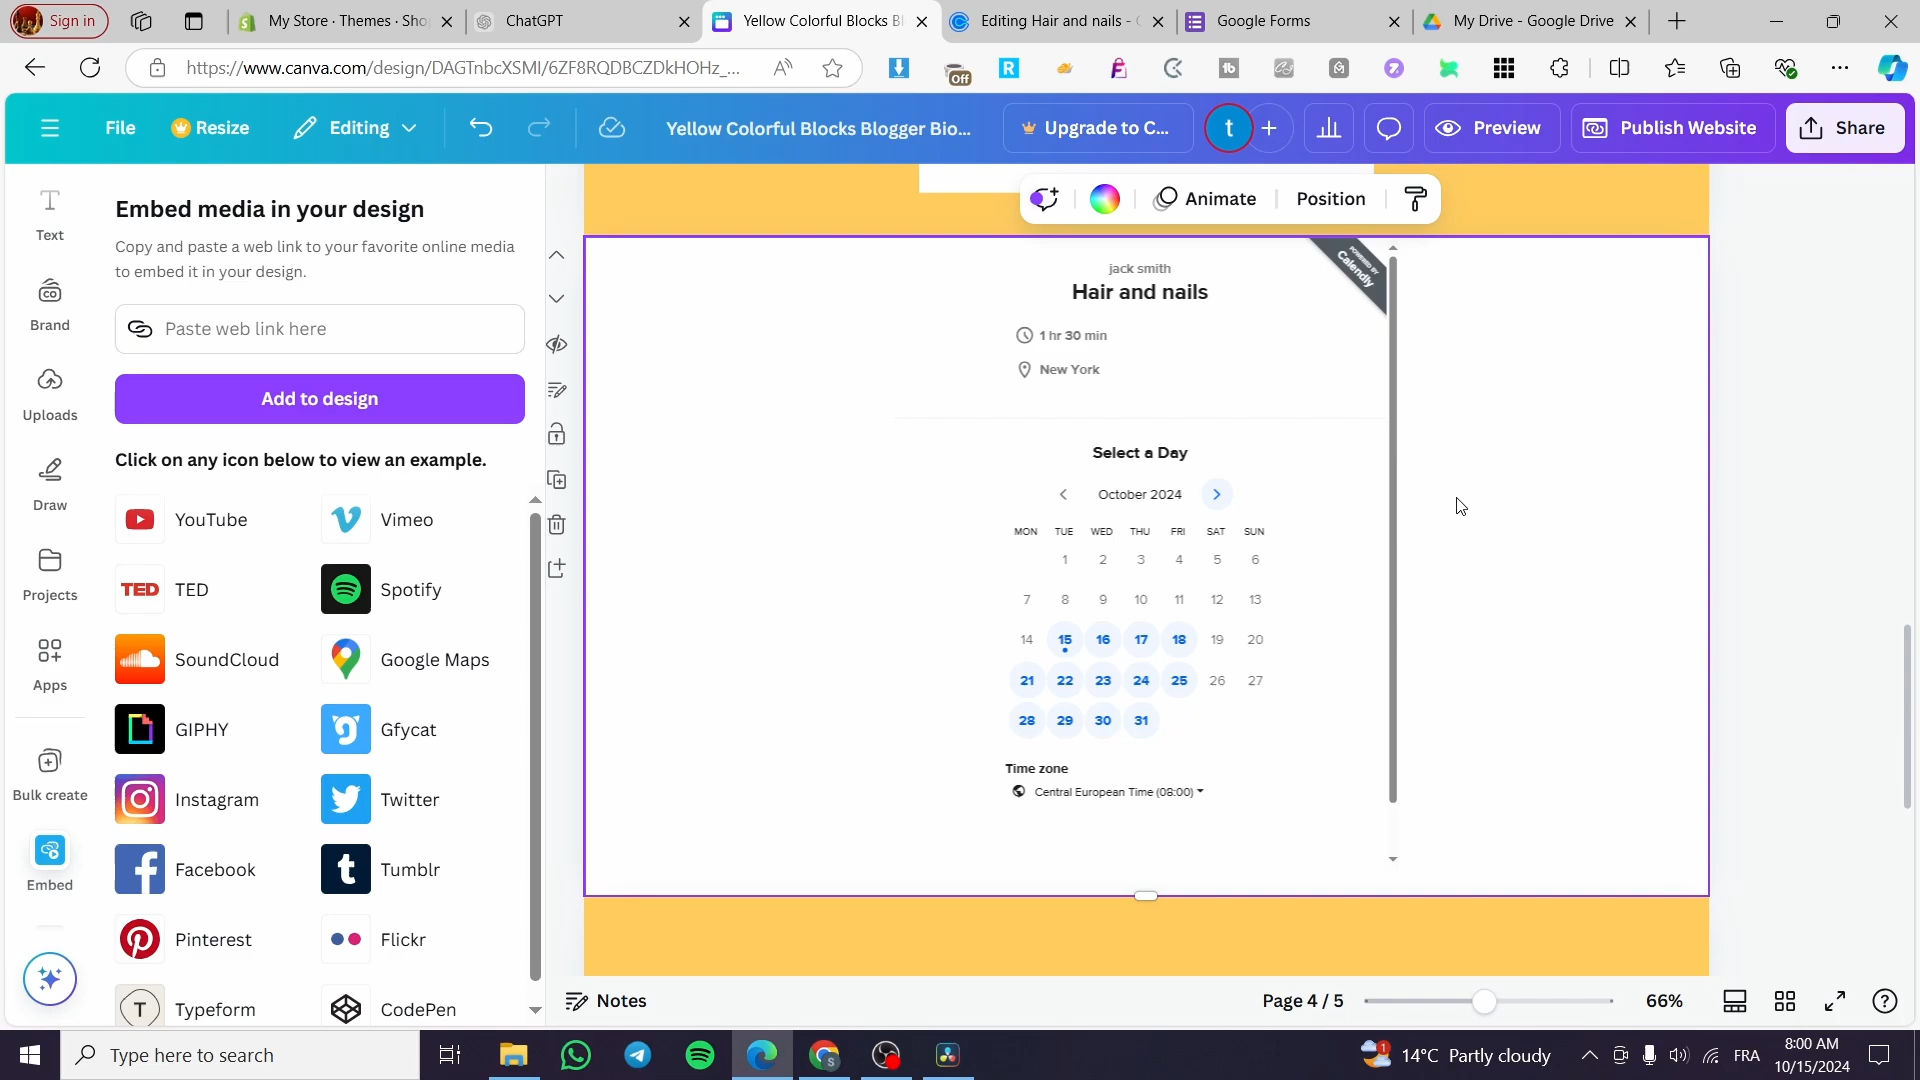 Sign in
My Store · Themes · Sho
ChatGPT
Yellow Colorful Blocks Bl
Editing Hair and nails - C
Google Forms
My Drive - Google Drive
https://www.canva.com/design/DAGTnbcXSMI/6ZF8RQDBCZDkHOHz_...
Off
File
Resize
Editing
Yellow Colorful Blocks Blogger Bio...
Upgrade to C...
t
Preview
Publish Website
Share
Text
Brand
Uploads
Draw
Projects
Apps
Bulk create
Embed
Embed media in your design
Copy and paste a web link to your favorite online media
to embed it in your design.
Paste web link here
Add to design
Click on any icon below to view an example.
YouTube
Vimeo
TED
TED
Spotify
SoundCloud
Google Maps
GIPHY
Gfycat
Instagram
Twitter
Facebook
Tumblr
Pinterest
Flickr
T
Typeform
CodePen
Animate
Position
POWERED BY
Calendly
jack smith
Hair and nails
1 hr 30 min
New York
Select a Day
October 2024
MON TUE WED THU FRI SAT SUN
1 2 3 4 5 6
7 8 9 10 11 12 13
14 15 16 17 18 19 20
21 22 23 24 25 26 27
28 29 30 31
Time zone
Central European Time (08:00)
Notes
Page 4 / 5
66%
Type here to search
1
14°C Partly cloudy
FRA
8:00 AM
10/15/2024